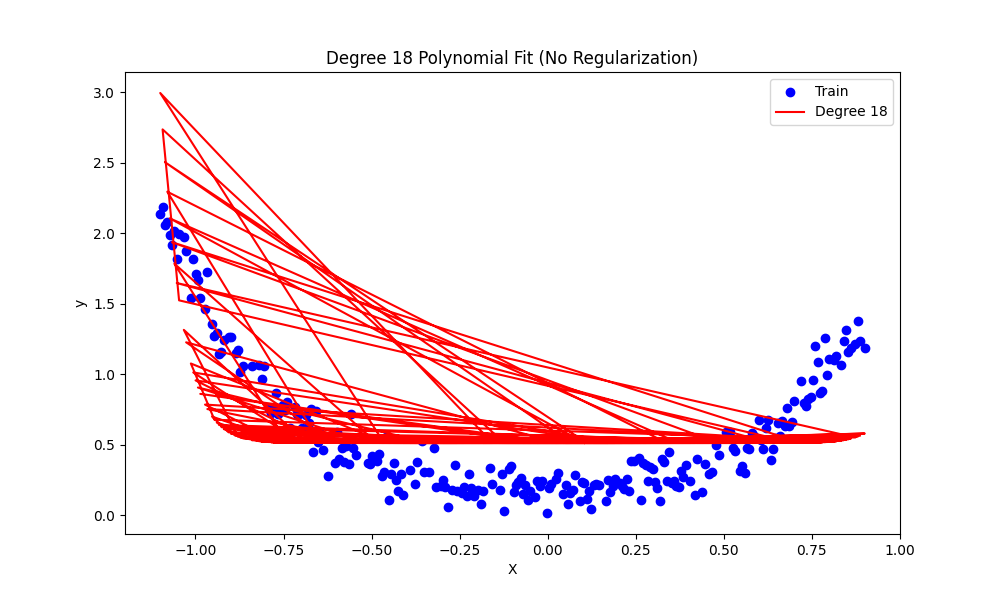 Degree 18 Polynomial Fit (No Regularization)
Train
Degree 18
y
3.0
2.5
2.0
1.5
1.0
0.5
0.0
−1.00 −0.75 −0.50 −0.25 0.00 0.25 0.50 0.75 1.00
X